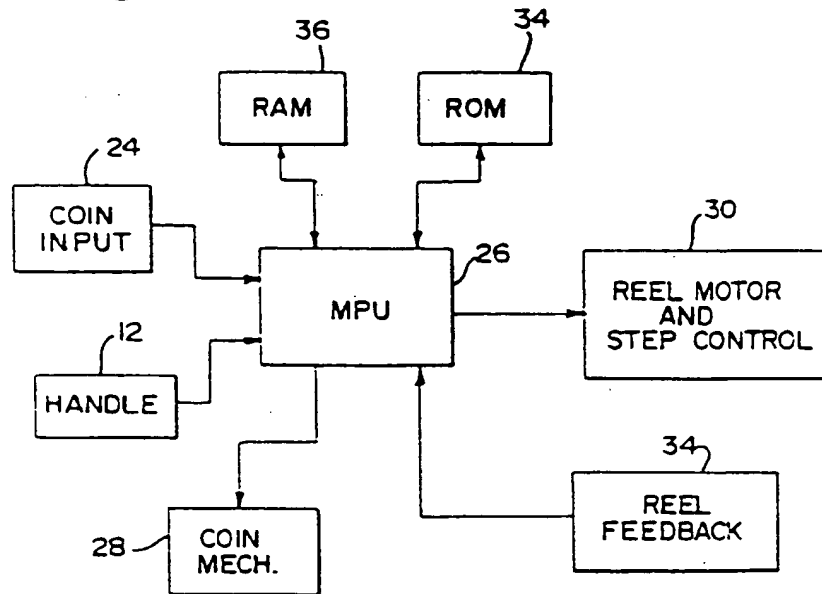 36
34
RAM
ROM
24
COIN
INPUT
26
MPU
30
REEL MOTOR
AND
STEP CONTROL
12
HANDLE
34
REEL
FEEDBACK
28
COIN
MECH.